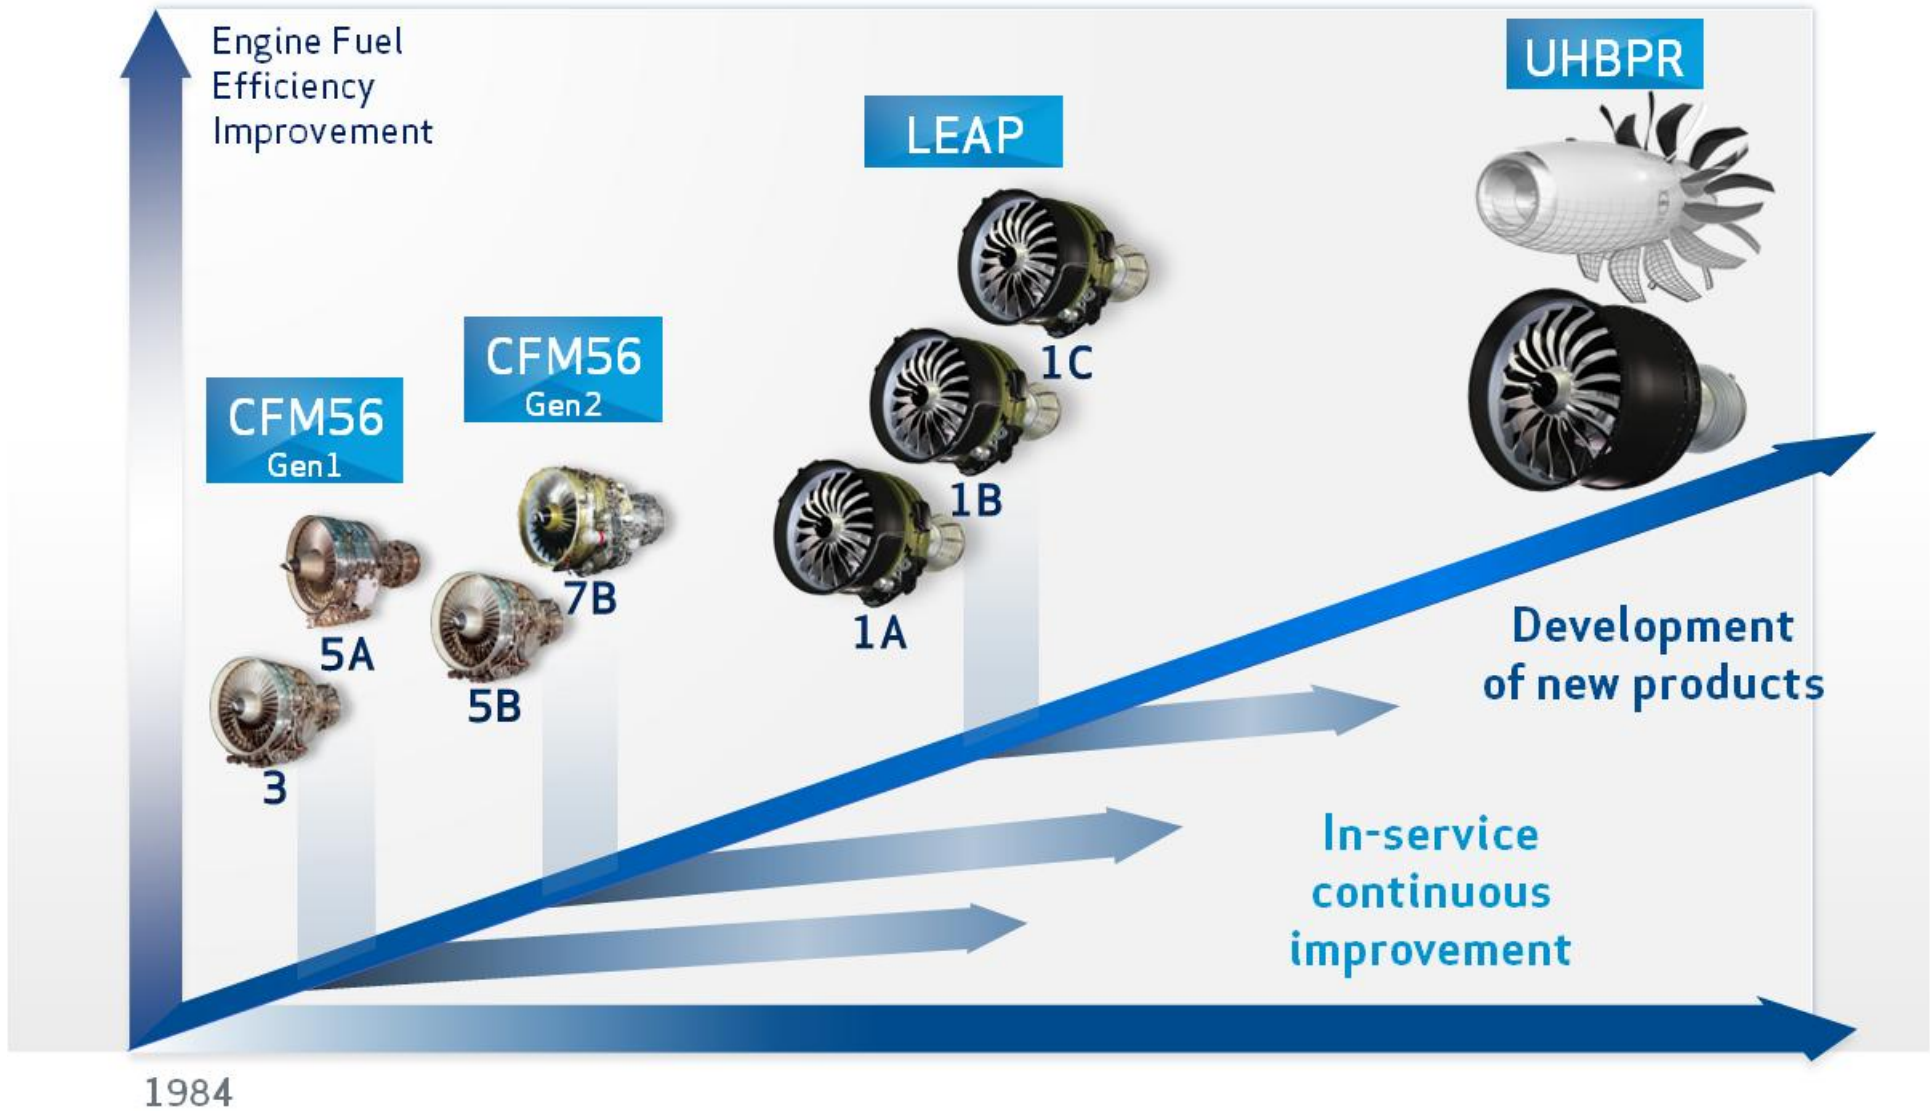 Engine Fuel
Efficiency
Improvement
UHBPR
LEAP
CFM56
Gen2
CFM56
Gen1
1C
1B
1A
7B
5B
5A
3
Development
of new products
In-service
continuous
improvement
1984